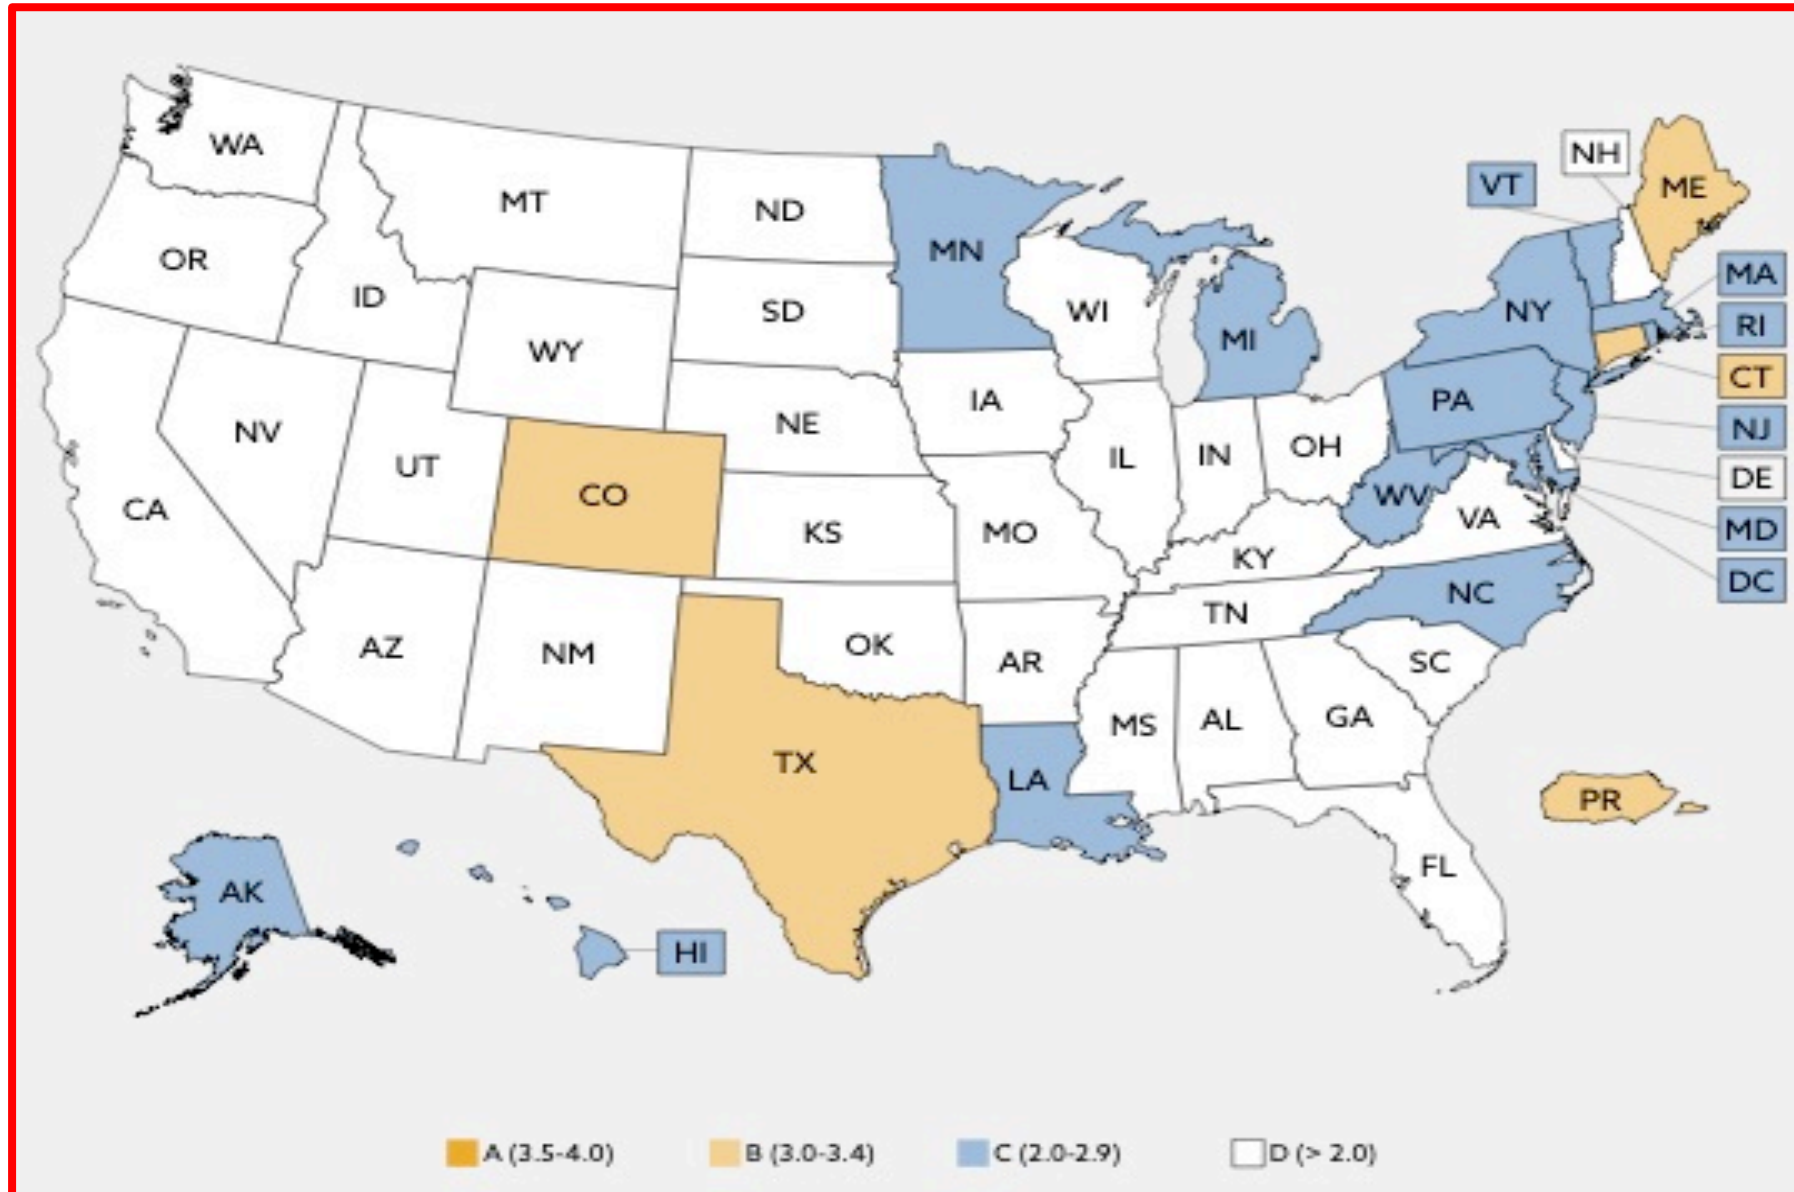 WA
NH
VT
MT
ME
ND
MN
OR
MA
ID
SD
WI
NY
RI
MI
WY
CT
IA
PA
NE
NV
NJ
UT
IL
IN
OH
DE
CO
WV
CA
VA
MD
KS
MO
KY
DC
NC
TN
AZ
NM
OK
AR
SC
MS
AL
GA
TX
LA
PR
FL
AK
HI
A (3.5-4.0)
B (3.0-3.4)
C (2.0-2.9)
D (> 2.0)